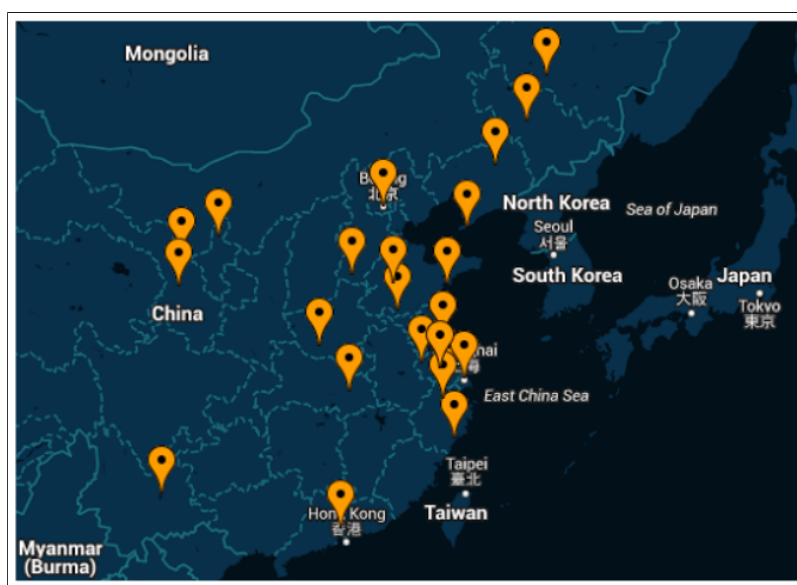 Mongolia
北京
North Korea
Sea of Japan
Seoul
서울
South Korea
Japan
Osaka
大阪
Tokyo
東京
China
East China Sea
Taipei
臺北
Hong Kong
香港
Taiwan
Myanmar
(Burma)